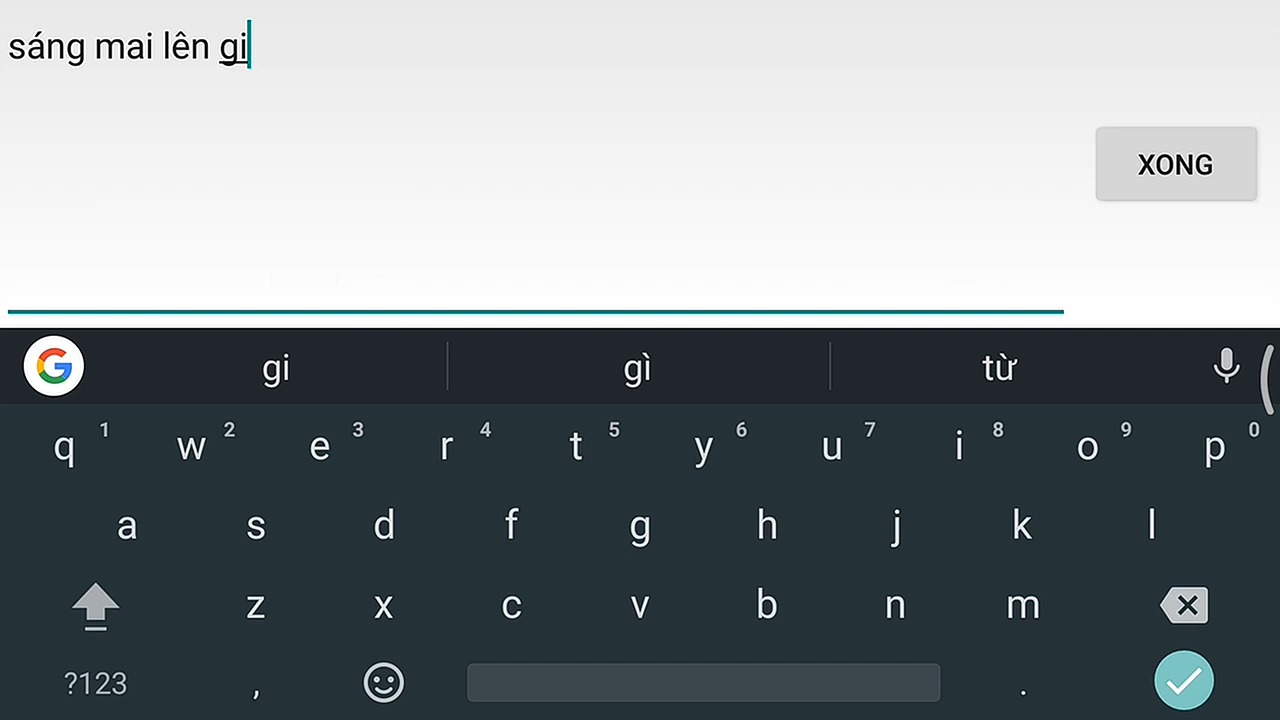 sáng mai lên gi
XONG
gi gì từ
q 1 w 2 e 3 r 4 t 5 y 6 u 7 i 8 o 9 p 0
a s d f g h j k l
z x c v b n m
?123 , .